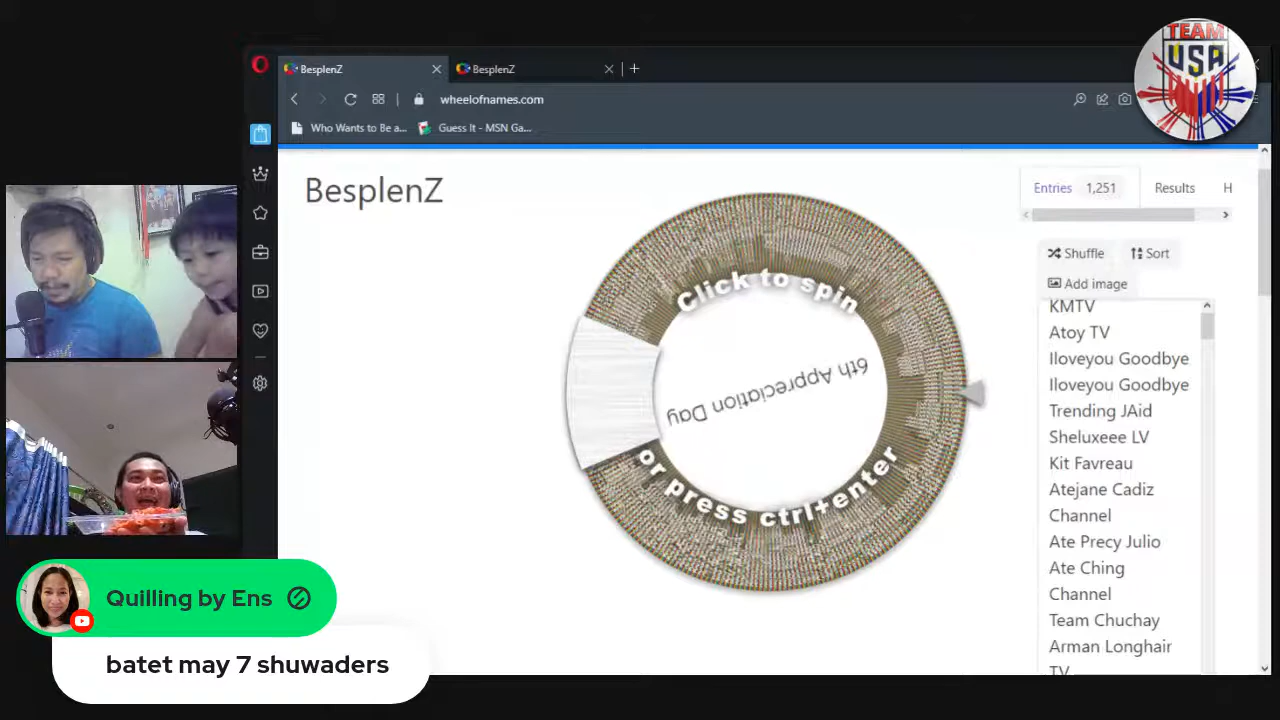 TEAM
USA
BesplenZ
BesplenZ
wheelofnames.com
Who Wants to Be a...
Guess It - MSN Ga...
BesplenZ
Entries 1,251
Results
H
Shuffle
Sort
Add image
KMTV
Atoy TV
Iloveyou Goodbye
Iloveyou Goodbye
Trending JAid
Sheluxeee LV
Kit Favreau
Atejane Cadiz
Channel
Ate Precy Julio
Ate Ching
Channel
Team Chuchay
Arman Longhair
TV
Click to spin
6th Appreciation Day
or press ctrl+enter
Quilling by Ens
batet may 7 shuwaders